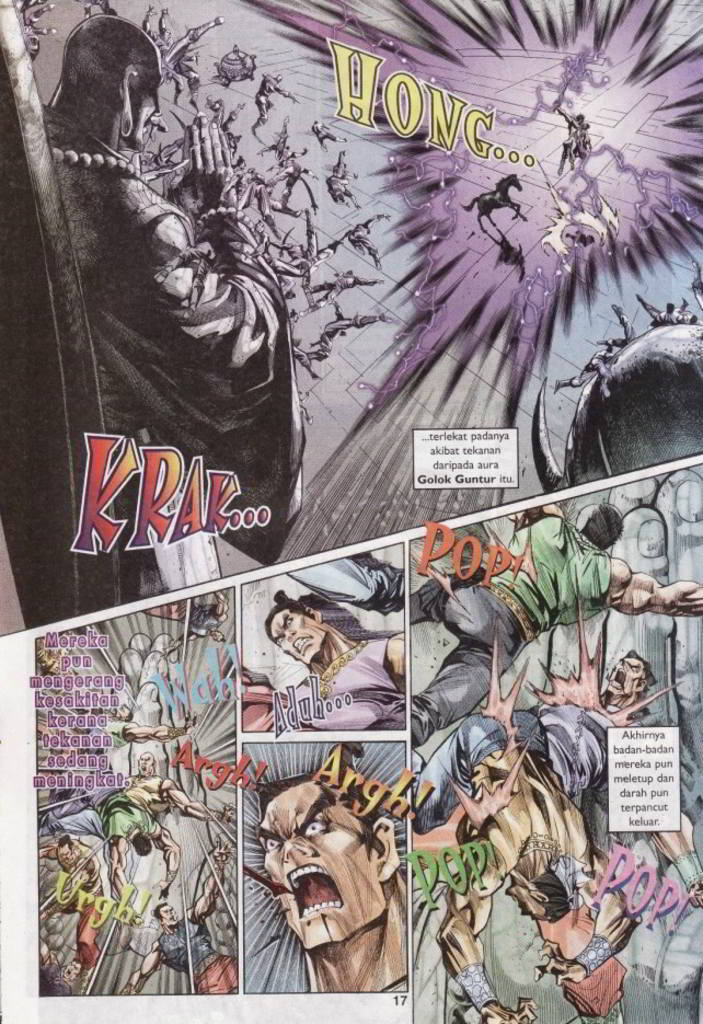 HONG...
KRAK...
...terlekat padanya
akibat tekanan
daripada aura
Golok Guntur itu.
Mereka
pun
mengerang
kesakitan
kerana
tekanan
sedang
meningkat.
Wah!
Argh!
Urgh!
Aduh...
Argh!
POP!
Akhirnya
badan-badan
mereka pun
meletup dan
darah pun
terpancut
keluar.
POP!
POP!
17